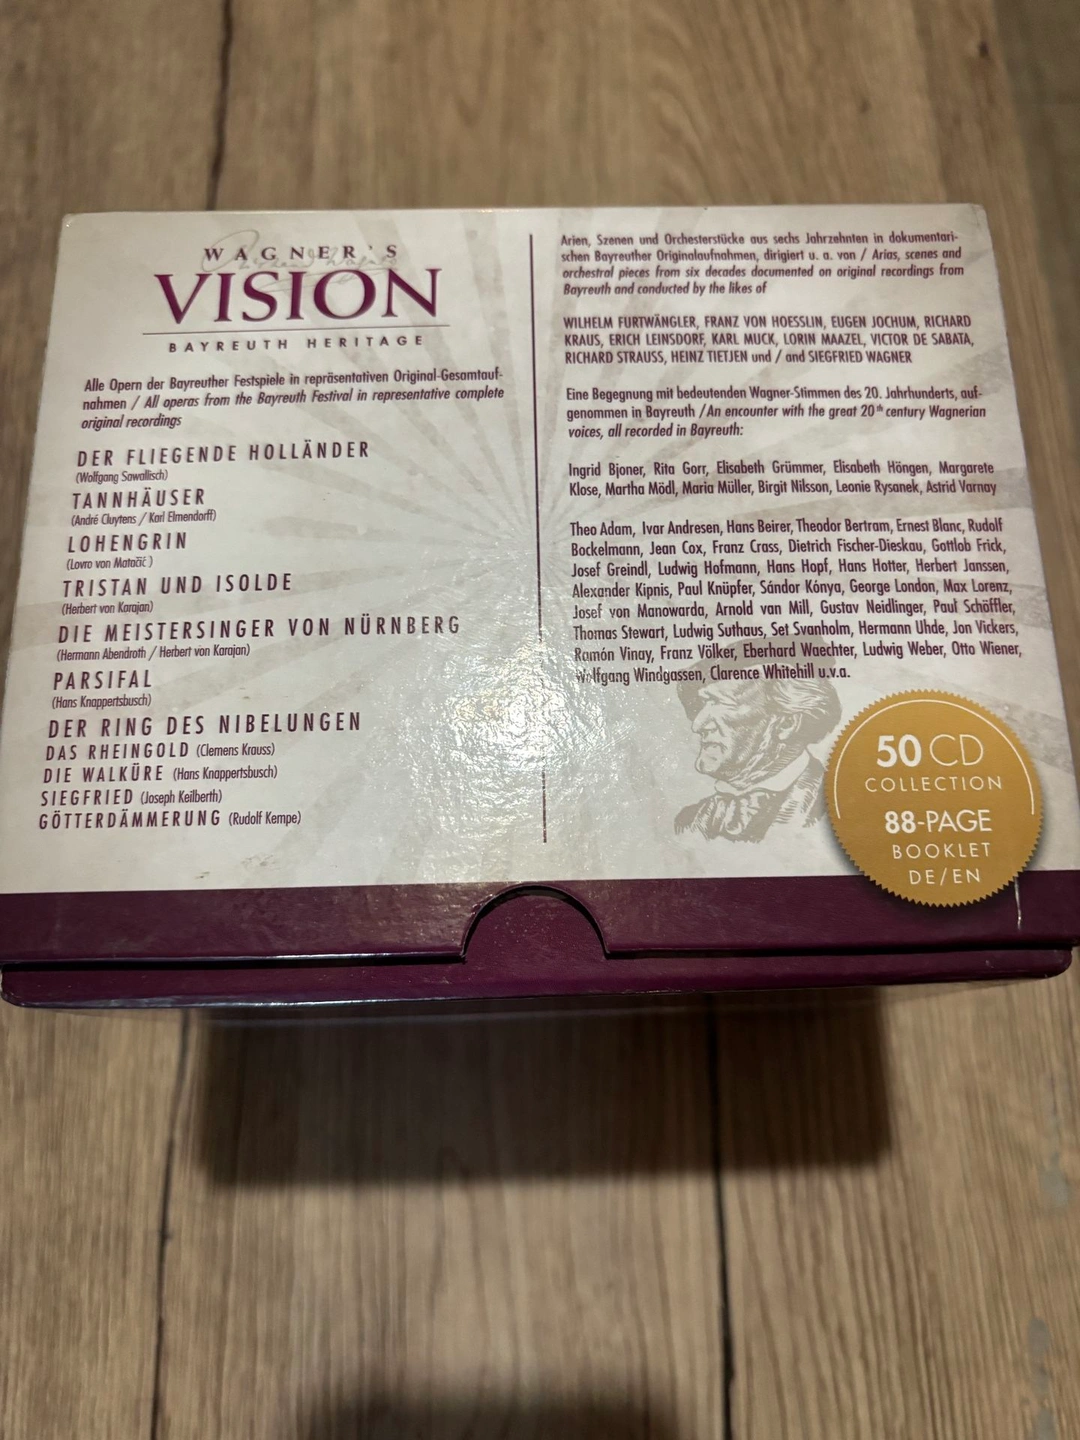 WAGNER'S
VISION
BAYREUTH HERITAGE
Alle Opern der Bayreuther Festspiele in repräsentativen Original-Gesamtauf-
nahmen / All operas from the Bayreuth Festival in representative complete
original recordings
DER FLIEGENDE HOLLÄNDER
(Wolfgang Sawallisch)
TANNHÄUSER
(André Cluytens / Karl Elmendorff)
LOHENGRIN
(Lovro von Matačić )
TRISTAN UND ISOLDE
(Herbert von Karajan)
DIE MEISTERSINGER VON NÜRNBERG
(Hermann Abendroth / Herbert von Karajan)
PARSIFAL
(Hans Knappertsbusch)
DER RING DES NIBELUNGEN
DAS RHEINGOLD (Clemens Krauss)
DIE WALKÜRE (Hans Knappertsbusch)
SIEGFRIED (Joseph Keilberth)
GÖTTERDÄMMERUNG (Rudolf Kempe)
Arien, Szenen und Orchesterstücke aus sechs Jahrzehnten in dokumentari-
schen Bayreuther Originalaufnahmen, dirigiert u. a. von / Arias, scenes and
orchestral pieces from six decades documented on original recordings from
Bayreuth and conducted by the likes of
WILHELM FURTWÄNGLER, FRANZ VON HOESSLIN, EUGEN JOCHUM, RICHARD
KRAUS, ERICH LEINSDORF, KARL MUCK, LORIN MAAZEL, VICTOR DE SABATA,
RICHARD STRAUSS, HEINZ TIETJEN und / and SIEGFRIED WAGNER
Eine Begegnung mit bedeutenden Wagner-Stimmen des 20. Jahrhunderts, auf-
genommen in Bayreuth /An encounter with the great 20th century Wagnerian
voices, all recorded in Bayreuth:
Ingrid Bjoner, Rita Gorr, Elisabeth Grümmer, Elisabeth Höngen, Margarete
Klose, Martha Mödl, Maria Müller, Birgit Nilsson, Leonie Rysanek, Astrid Varnay
Theo Adam, Ivar Andresen, Hans Beirer, Theodor Bertram, Ernest Blanc, Rudolf
Bockelmann, Jean Cox, Franz Crass, Dietrich Fischer-Dieskau, Gottlob Frick,
Josef Greindl, Ludwig Hofmann, Hans Hopf, Hans Hotter, Herbert Janssen,
Alexander Kipnis, Paul Knüpfer, Sándor Kónya, George London, Max Lorenz,
Josef von Manowarda, Arnold van Mill, Gustav Neidlinger, Paul Schöffler,
Thomas Stewart, Ludwig Suthaus, Set Svanholm, Hermann Uhde, Jon Vickers,
Ramón Vinay, Franz Völker, Eberhard Waechter, Ludwig Weber, Otto Wiener,
Wolfgang Windgassen, Clarence Whitehill u.v.a.
50 CD
COLLECTION
88-PAGE
BOOKLET
DE/EN